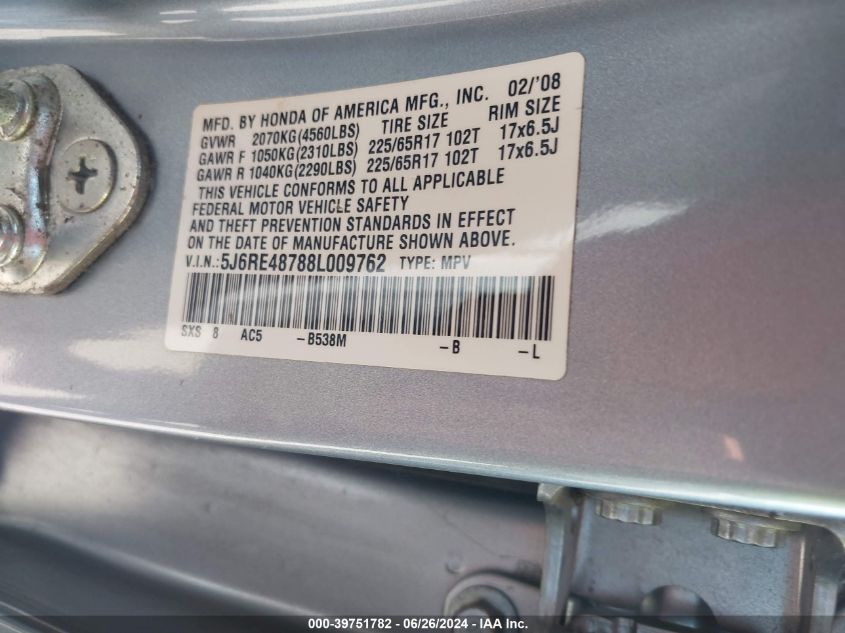 MFD. BY HONDA OF AMERICA MFG., INC. 02/'08
GVWR 2070KG(4560LBS) TIRE SIZE RIM SIZE
GAWR F 1050KG(2310LBS) 225/65R17 102T 17x6.5J
GAWR R 1040KG(2290LBS) 225/65R17 102T 17x6.5J
THIS VEHICLE CONFORMS TO ALL APPLICABLE
FEDERAL MOTOR VEHICLE SAFETY
AND THEFT PREVENTION STANDARDS IN EFFECT
ON THE DATE OF MANUFACTURE SHOWN ABOVE.
V.I.N.:5J6RE48788L009762 TYPE: MPV
SXS 8 AC5 -B538M -B -L
000-39751782 - 06/26/2024 - IAA Inc.